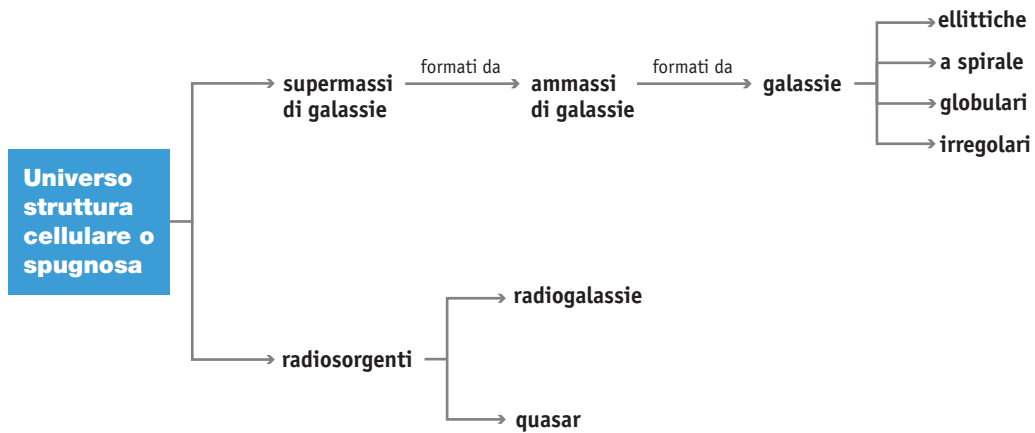 Universo
struttura
cellulare o
spugnosa
supermassi
di galassie
formati da
ammassi
di galassie
formati da
galassie
ellittiche
a spirale
globulari
irregolari
radiosorgenti
radiogalassie
quasar